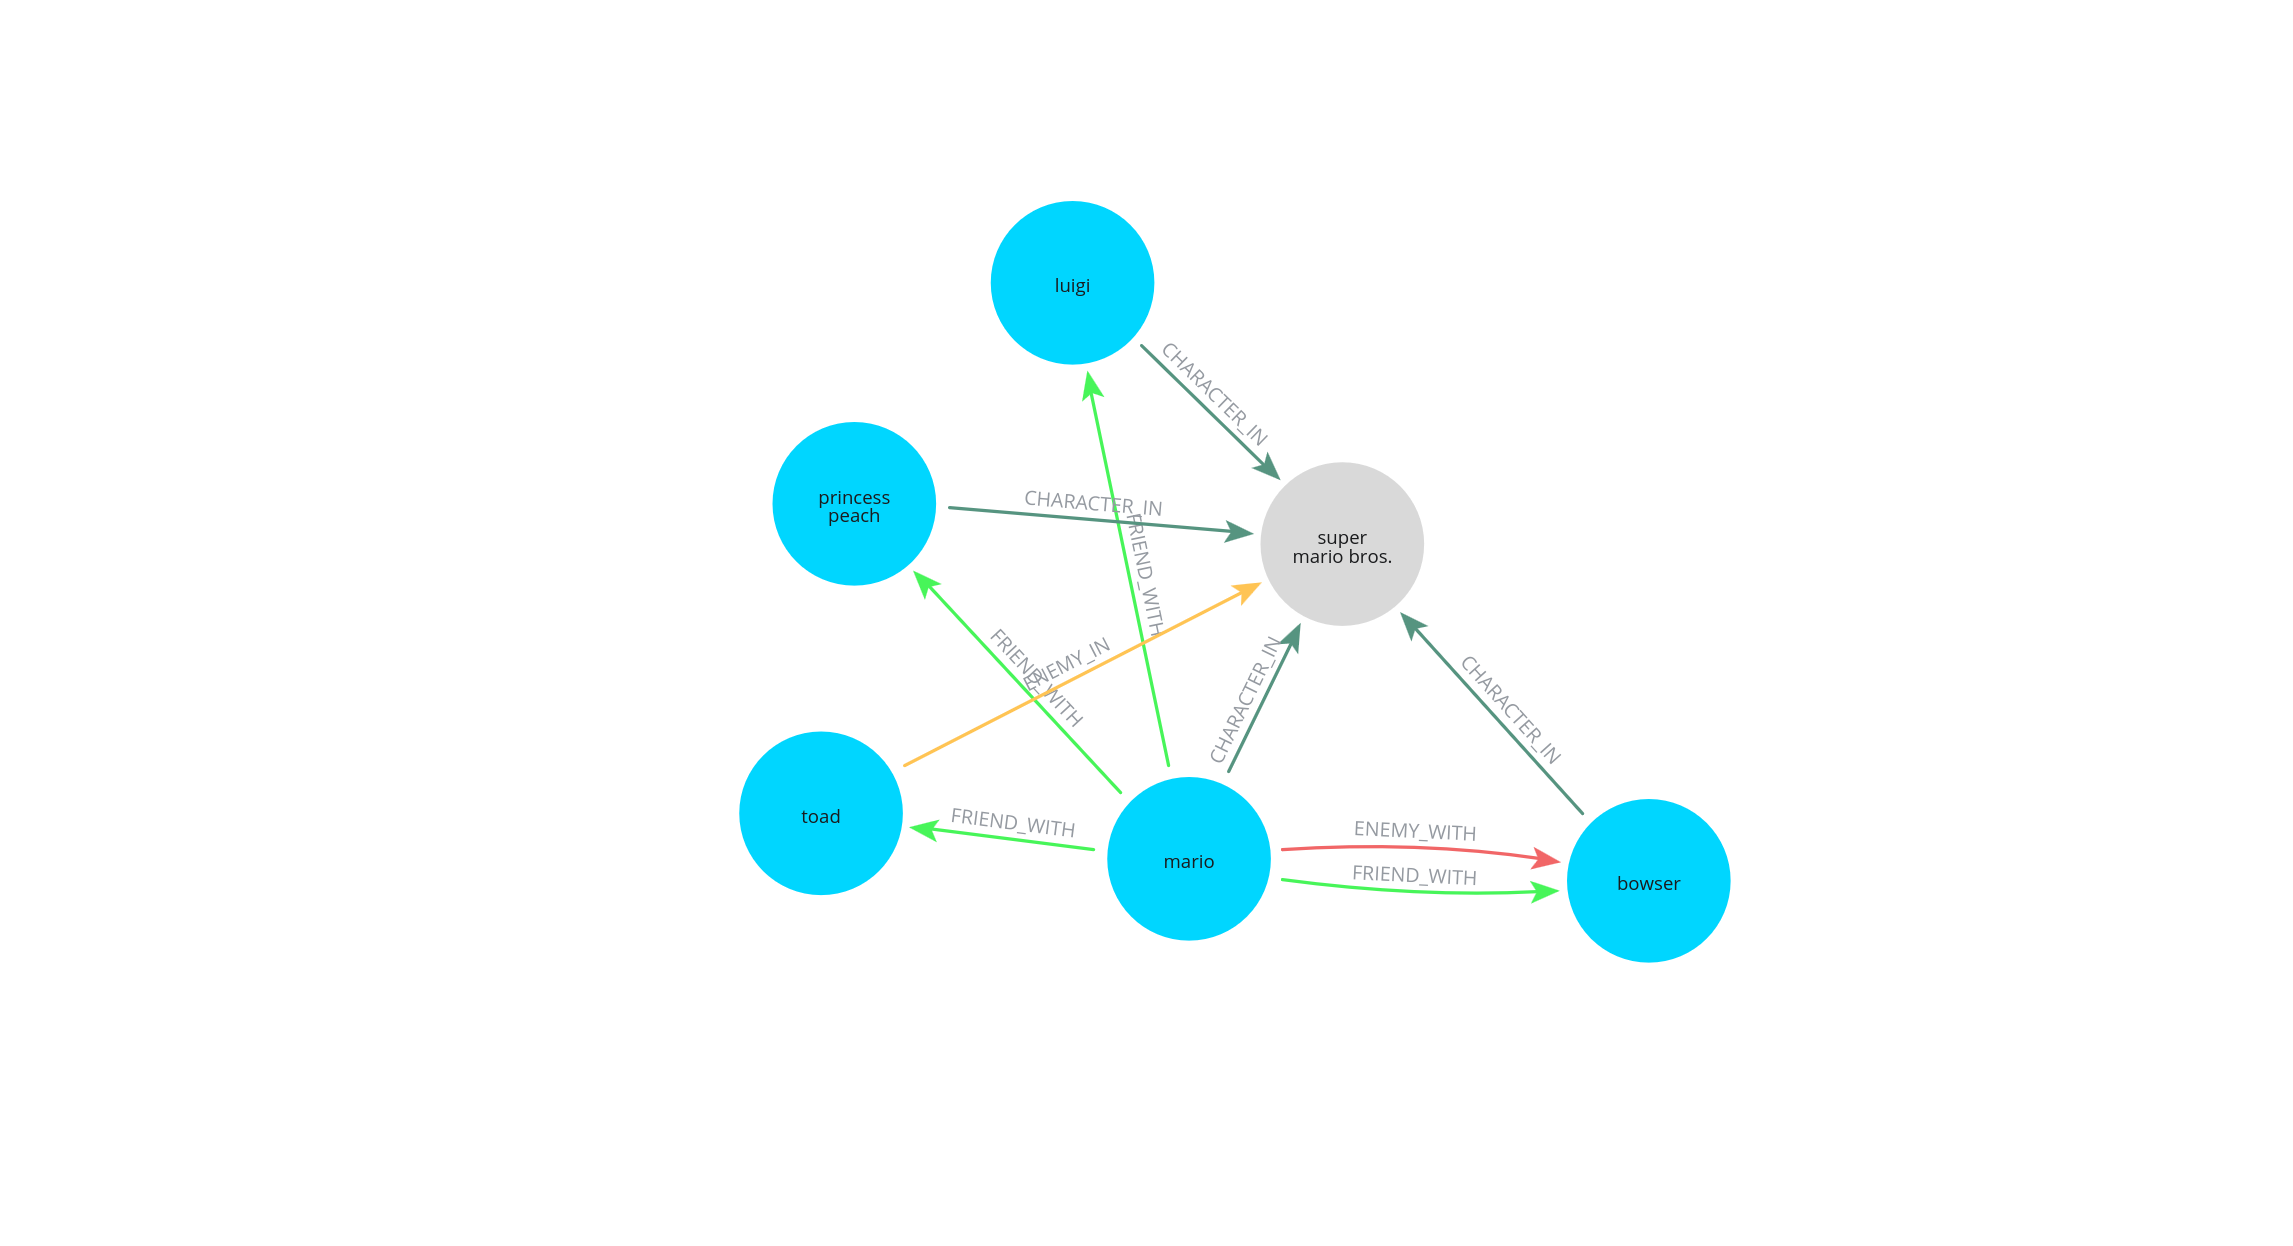 luigi
CHARACTER_IN
princess
peach
CHARACTER_IN
FRIEND_WITH
super
mario bros.
FRIEND_WITH
ENEMY_IN
CHARACTER_IN
CHARACTER_IN
toad
FRIEND_WITH
mario
ENEMY_WITH
FRIEND_WITH
bowser